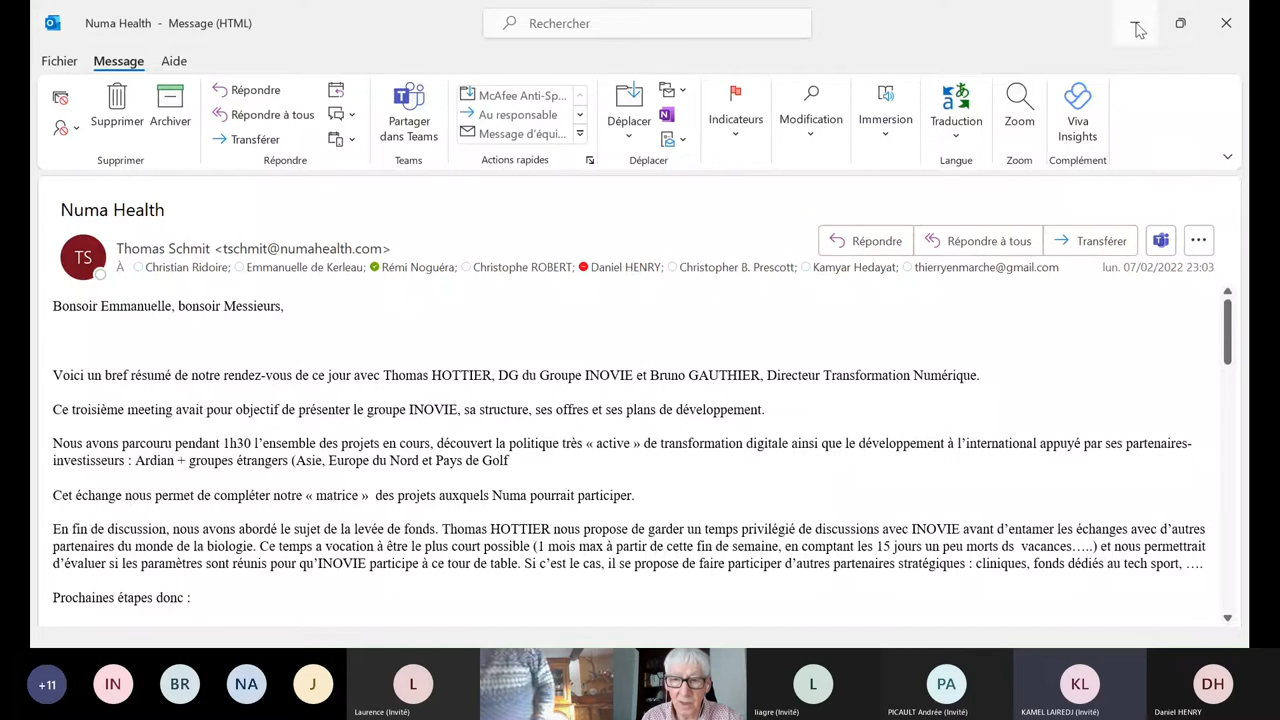 Numa Health - Message (HTML)
Rechercher
Fichier Message Aide
Supprimer
Archiver
Répondre
Répondre à tous
Transférer
Partager dans Teams
McAfee Anti-Sp...
Au responsable
Message d'équi...
Déplacer
Indicateurs
Modification
Immersion
Traduction
Zoom
Viva Insights
Supprimer Répondre Teams Actions rapides Déplacer Langue Zoom Complément
Numa Health
TS
Thomas Schmit <tschmit@numahealth.com>
Répondre Répondre à tous Transférer
À Christian Ridoire; Emmanuelle de Kerleau; Rémi Noguéra; Christophe ROBERT; Daniel HENRY; Christopher B. Prescott; Kamyar Hedayat; thierryenmarche@gmail.com
lun. 07/02/2022 23:03
Bonsoir Emmanuelle, bonsoir Messieurs,
Voici un bref résumé de notre rendez-vous de ce jour avec Thomas HOTTIER, DG du Groupe INOVIE et Bruno GAUTHIER, Directeur Transformation Numérique.
Ce troisième meeting avait pour objectif de présenter le groupe INOVIE, sa structure, ses offres et ses plans de développement.
Nous avons parcouru pendant 1h30 l'ensemble des projets en cours, découvert la politique très « active » de transformation digitale ainsi que le développement à l'international appuyé par ses partenaires-
investisseurs : Ardian + groupes étrangers (Asie, Europe du Nord et Pays de Golf
Cet échange nous permet de compléter notre « matrice »  des projets auxquels Numa pourrait participer.
En fin de discussion, nous avons abordé le sujet de la levée de fonds. Thomas HOTTIER nous propose de garder un temps privilégié de discussions avec INOVIE avant d'entamer les échanges avec d'autres
partenaires du monde de la biologie. Ce temps a vocation à être le plus court possible (1 mois max à partir de cette fin de semaine, en comptant les 15 jours un peu morts ds  vacances…..) et nous permettrait
d'évaluer si les paramètres sont réunis pour qu'INOVIE participe à ce tour de table. Si c'est le cas, il se propose de faire participer d'autres partenaires stratégiques : cliniques, fonds dédiés au tech sport, ….
Prochaines étapes donc :
+11 IN BR NA J L L PA KL DH
Laurence (Invité) liagre (Invité) PICAULT Andrée (Invité) KAMEL LAIREDJ (Invité) Daniel HENRY